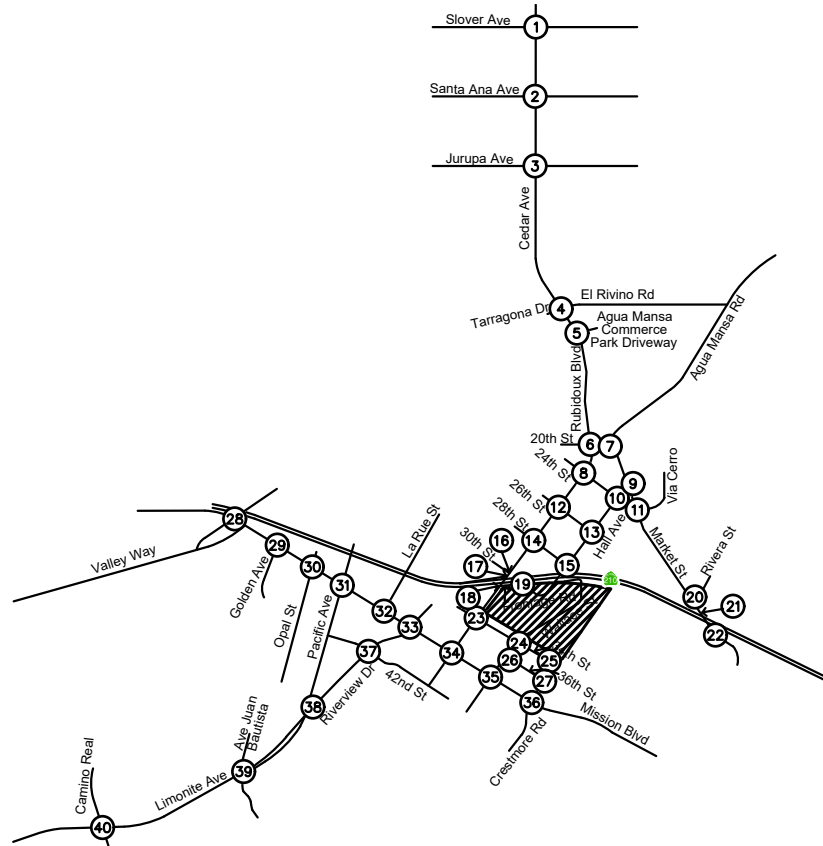 Slover Ave
1
Santa Ana Ave
2
Jurupa Ave
3
Cedar Ave
El Rivino Rd
4
Tarragona Dr
Agua Mansa
5
Commerce
Park Driveway
Agua Mansa Rd
Rubidoux Blvd
20th St
6
7
24th St
8
9
Via Cerro
10
26th St
12
11
28th St
13
Hall Ave
La Rue St
28
16
14
Market St
Rivera St
29
30th St
15
Valley Way
17
30
19
210
Golden Ave
31
18
Frontage Rd
20
21
Opal St
Pacific Ave
32
23
33
22
24
37
34
26
25
36th St
42nd St
35
27
Riverview Dr
36
38
Mission Blvd
Crestmore Rd
Ave Juan
Bautista
Camino Real
39
Limonite Ave
40